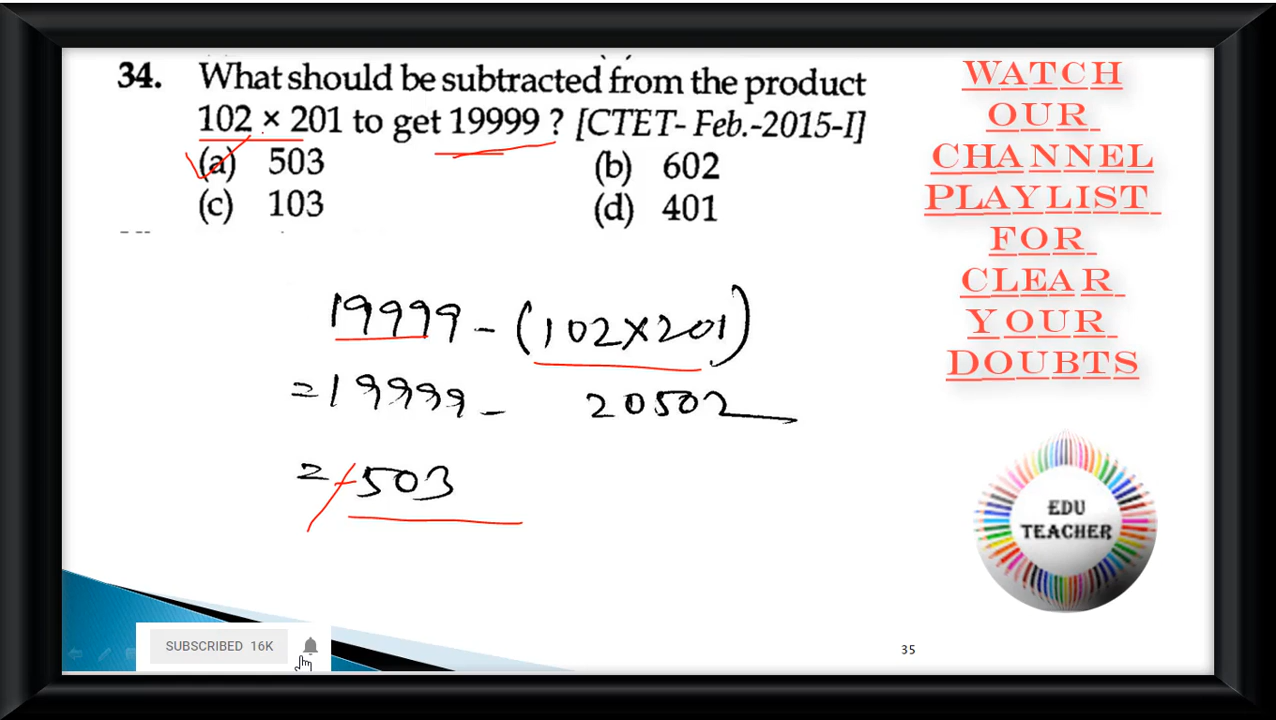 34. What should be subtracted from the product
102 × 201 to get 19999 ? [CTET- Feb.-2015-I]
(a) 503 (b) 602
(c) 103 (d) 401
19999 - (102×201)
= 19999 - 20502
= -503
WATCH
OUR
CHANNEL
PLAYLIST
FOR
CLEAR
YOUR
DOUBTS
EDU
TEACHER
SUBSCRIBED 16K
35